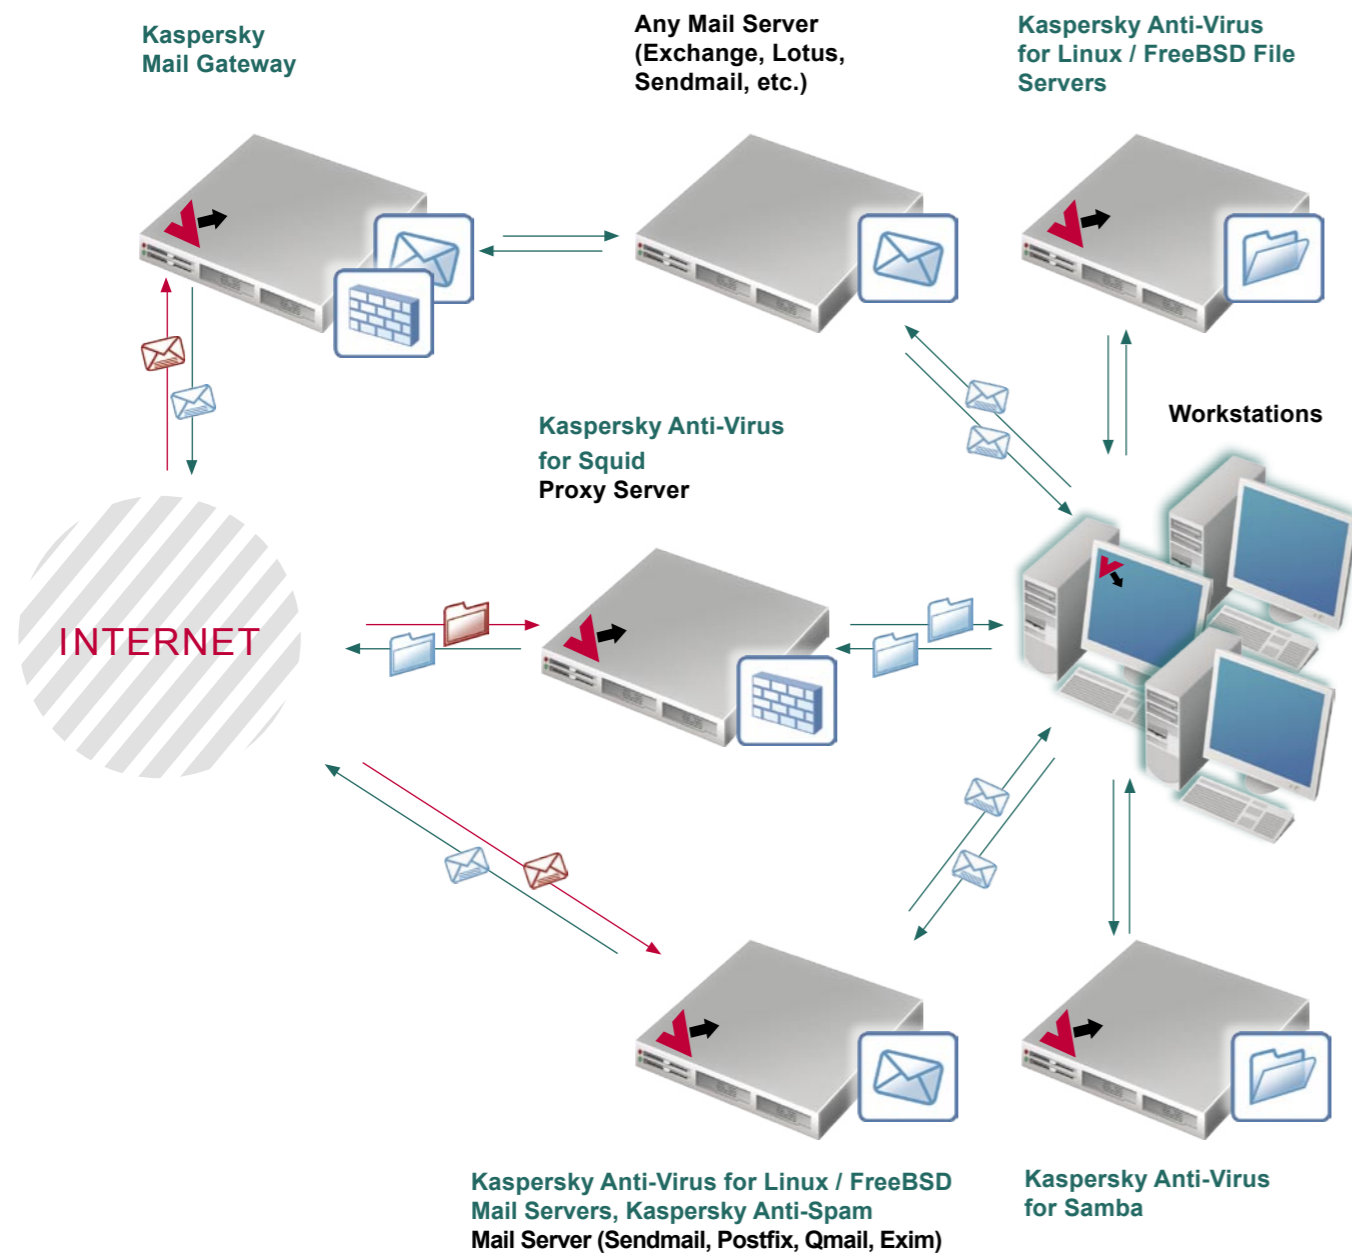 Kaspersky
Mail Gateway
Any Mail Server
(Exchange, Lotus,
Sendmail, etc.)
Kaspersky Anti-Virus
for Linux / FreeBSD File
Servers
Kaspersky Anti-Virus
for Squid
Proxy Server
Workstations
INTERNET
Kaspersky Anti-Virus for Linux / FreeBSD
Mail Servers, Kaspersky Anti-Spam
Mail Server (Sendmail, Postfix, Qmail, Exim)
Kaspersky Anti-Virus
for Samba